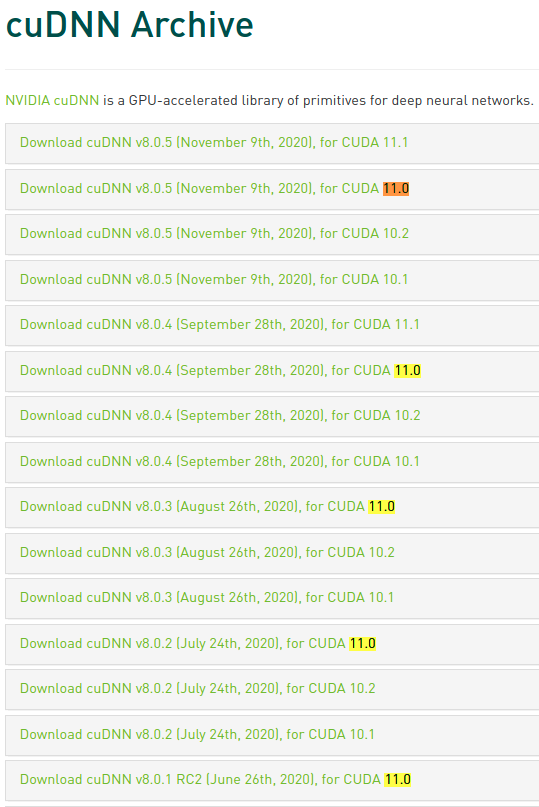 cuDNN Archive
NVIDIA cuDNN is a GPU-accelerated library of primitives for deep neural networks.
Download cuDNN v8.0.5 (November 9th, 2020), for CUDA 11.1
Download cuDNN v8.0.5 (November 9th, 2020), for CUDA 11.0
Download cuDNN v8.0.5 (November 9th, 2020), for CUDA 10.2
Download cuDNN v8.0.5 (November 9th, 2020), for CUDA 10.1
Download cuDNN v8.0.4 (September 28th, 2020), for CUDA 11.1
Download cuDNN v8.0.4 (September 28th, 2020), for CUDA 11.0
Download cuDNN v8.0.4 (September 28th, 2020), for CUDA 10.2
Download cuDNN v8.0.4 (September 28th, 2020), for CUDA 10.1
Download cuDNN v8.0.3 (August 26th, 2020), for CUDA 11.0
Download cuDNN v8.0.3 (August 26th, 2020), for CUDA 10.2
Download cuDNN v8.0.3 (August 26th, 2020), for CUDA 10.1
Download cuDNN v8.0.2 (July 24th, 2020), for CUDA 11.0
Download cuDNN v8.0.2 (July 24th, 2020), for CUDA 10.2
Download cuDNN v8.0.2 (July 24th, 2020), for CUDA 10.1
Download cuDNN v8.0.1 RC2 (June 26th, 2020), for CUDA 11.0